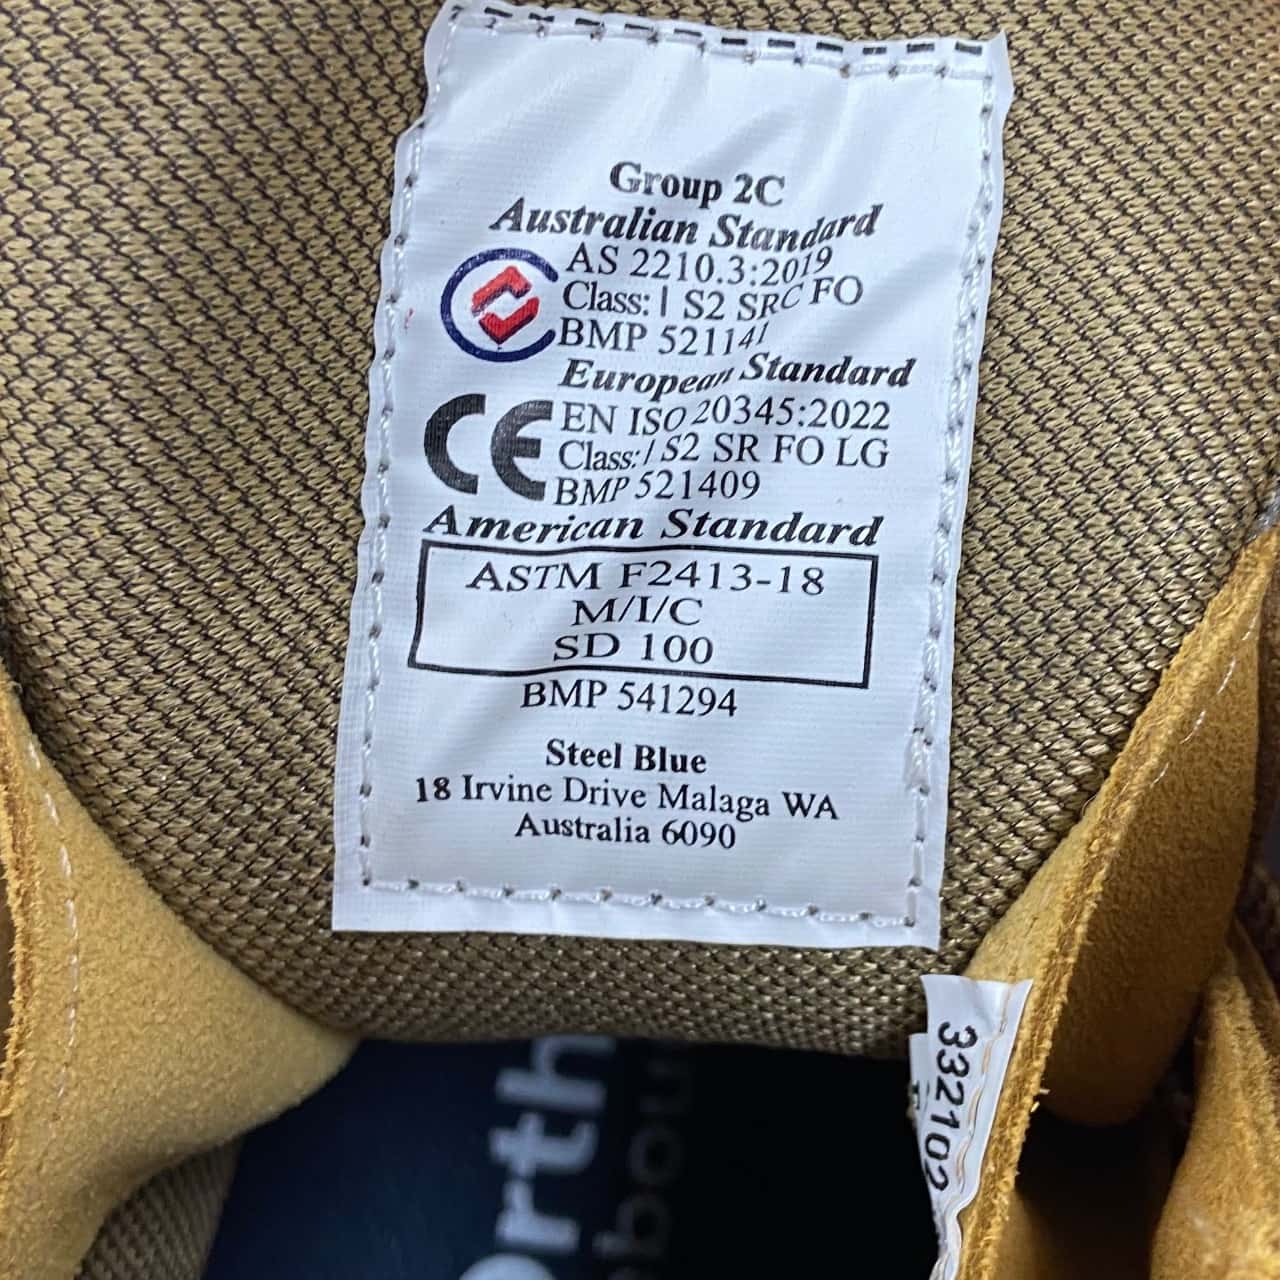 Group 2C
Australian Standard
AS 2210.3:2019
Class: I S2 SRC FO
BMP 521141
European Standard
CE
EN ISO 20345:2022
Class: I S2 SR FO LG
BMP 521409
American Standard
ASTM F2413-18
M/I/C
SD 100
BMP 541294
Steel Blue
18 Irvine Drive Malaga WA
Australia 6090
332102